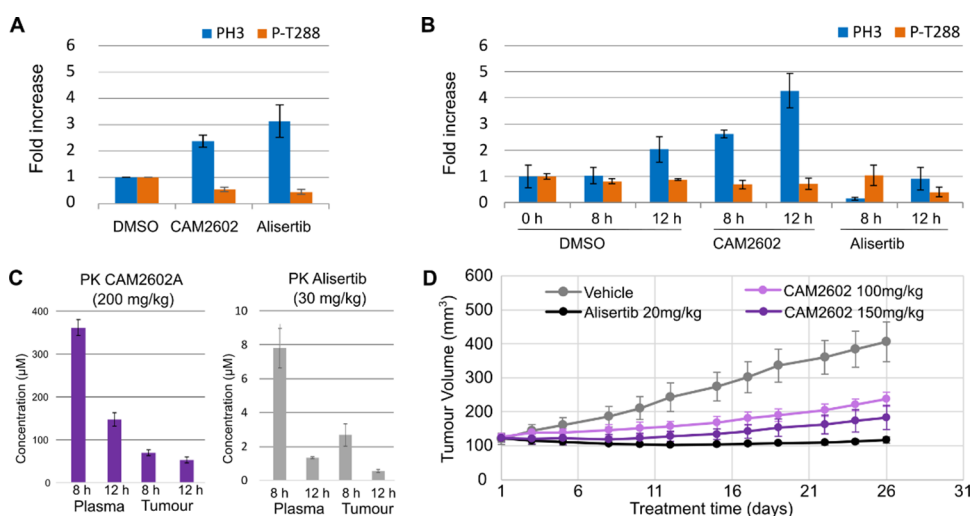 A
PH3 P-T288
6
5
4
3
2
1
0
Fold increase
DMSO CAM2602 Alisertib
B
PH3 P-T288
6
5
4
3
2
1
0
Fold increase
0 h 8 h 12 h 8 h 12 h 8 h 12 h
DMSO CAM2602 Alisertib
C
PK CAM2602A
(200 mg/kg)
400
300
200
100
00
Concentration (µM)
8 h 12 h 8 h 12 h
Plasma Tumour
PK Alisertib
(30 mg/kg)
10
8
6
4
2
0
Concentration (µM)
8 h 12 h 8 h 12 h
Plasma Tumour
D
600
500
400
300
200
100
0
Tumour Volume (mm³)
Vehicle CAM2602 100mg/kg
Alisertib 20mg/kg CAM2602 150mg/kg
1 6 11 16 21 26 31
Treatment time (days)